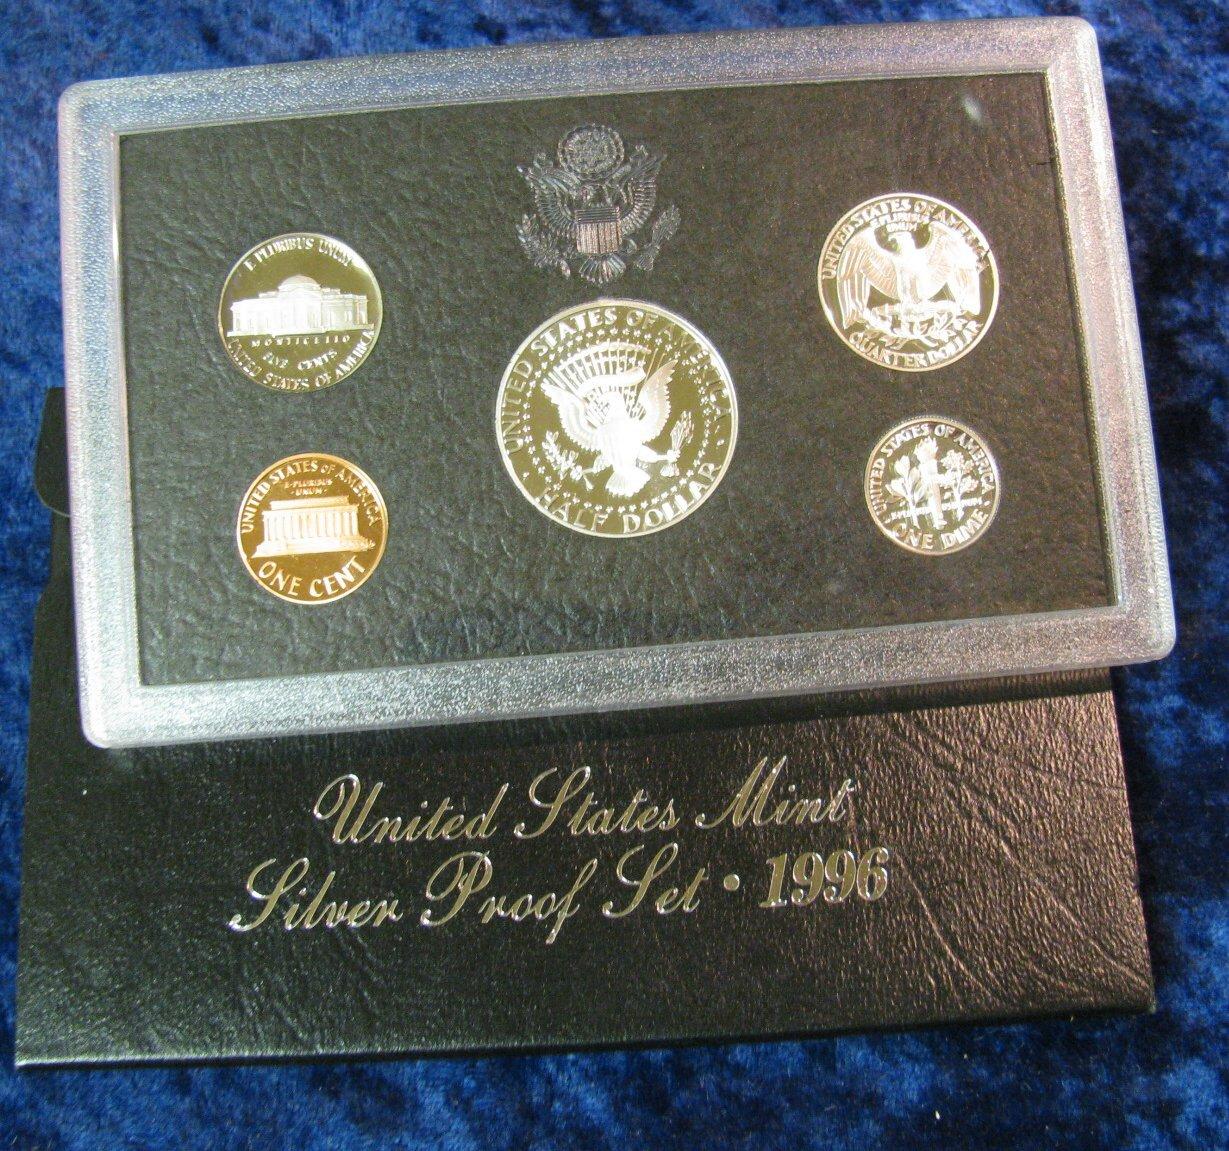 E PLURIBUS UNUM
MONTICELLO
FIVE CENTS
UNITED STATES OF AMERICA
UNITED STATES OF AMERICA
E·PLURIBUS
·UNUM·
ONE CENT
UNITED STATES OF AMERICA
HALF DOLLAR
UNITED STATES OF AMERICA
E PLURIBUS
UNUM
QUARTER DOLLAR
UNITED STATES OF AMERICA
ONE DIME
United States Mint
Silver Proof Set • 1996